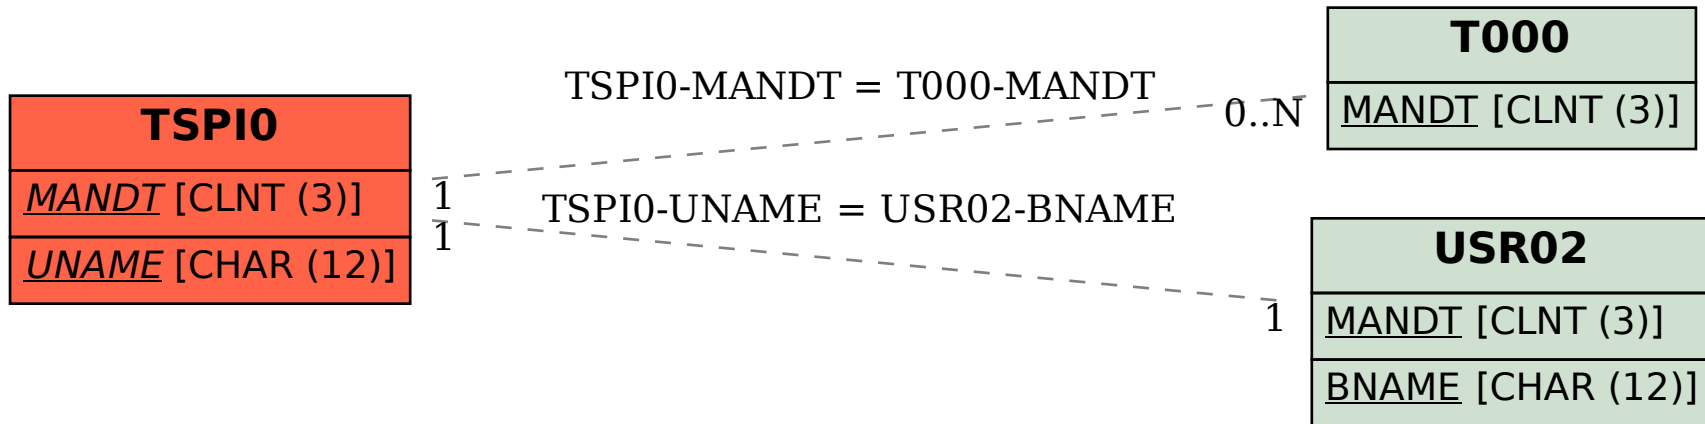 TSPI0
MANDT [CLNT (3)]
UNAME [CHAR (12)]
TSPI0-MANDT = T000-MANDT
1
0..N
TSPI0-UNAME = USR02-BNAME
1
1
T000
MANDT [CLNT (3)]
USR02
MANDT [CLNT (3)]
BNAME [CHAR (12)]